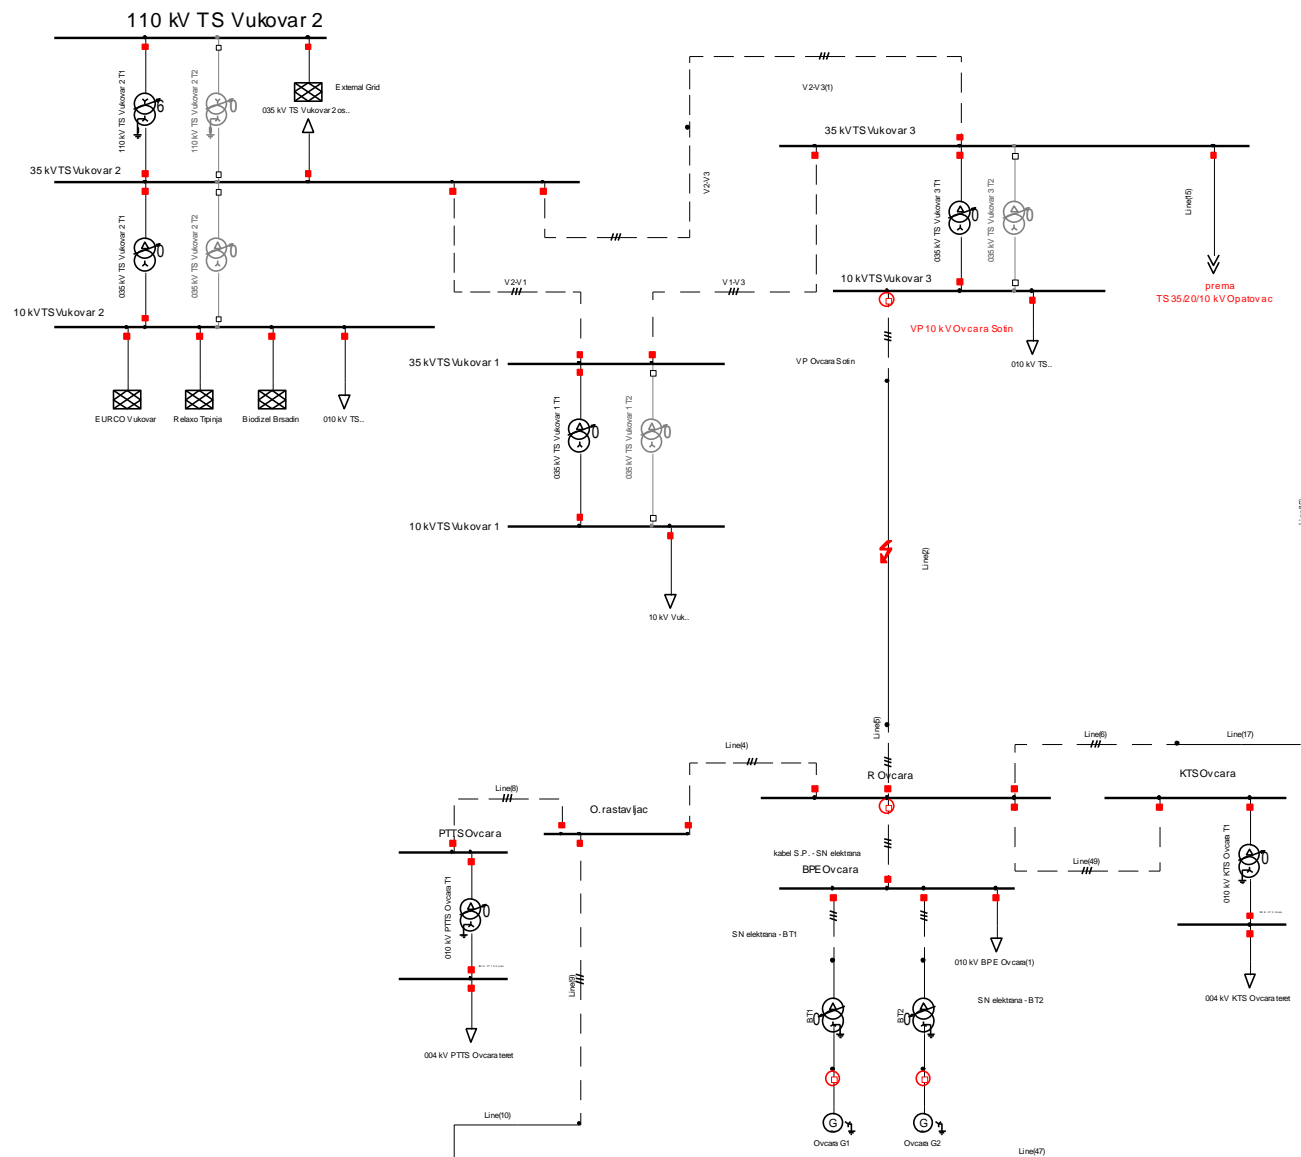 110 kV TS Vukovar 2
110 kV TS Vukovar 2 T1
110 kV TS Vukovar 2 T2
External Grid
035 kV TS Vukovar 2 os..
V2-V3(1)
35 kV TS Vukovar 3
35 kV TS Vukovar 2
V2-V3
035 kV TS Vukovar 2 T1
035 kV TS Vukovar 2 T2
035 kV TS Vukovar 3 T1
035 kV TS Vukovar 3 T2
Line(15)
V2-V1
V1-V3
10 kV TS Vukovar 3
prema
TS 35/20/10 kV Opatovac
10 kV TS Vukovar 2
VP 10 kV Ovcara Sotin
VP Ovcara Sotin
010 kV TS..
35 kV TS Vukovar 1
EURCO Vukovar
Relaxo Trpinja
Biodizel Brsadin
010 kV TS..
035 kV TS Vukovar 1 T1
035 kV TS Vukovar 1 T2
10 kV TS Vukovar 1
Line(2)
10 kV Vuk..
Line(5)
Line(4)
Line(6)
Line(17)
R Ovcara
KTS Ovcara
Line(8)
O. rastavljac
PTTS Ovcara
010 kV PTTS Ovcara T1
kabel S.P. - SN elektrana
BPE Ovcara
Line(49)
010 kV KTS Ovcara T1
SN elektrana - BT1
010 kV BPE Ovcara(1)
Line(9)
SN elektrana - BT2
004 kV KTS Ovcara teret
BT1
BT2
004 kV PTTS Ovcara teret
Line(10)
G
G
Ovcara G1
Ovcara G2
Line(47)